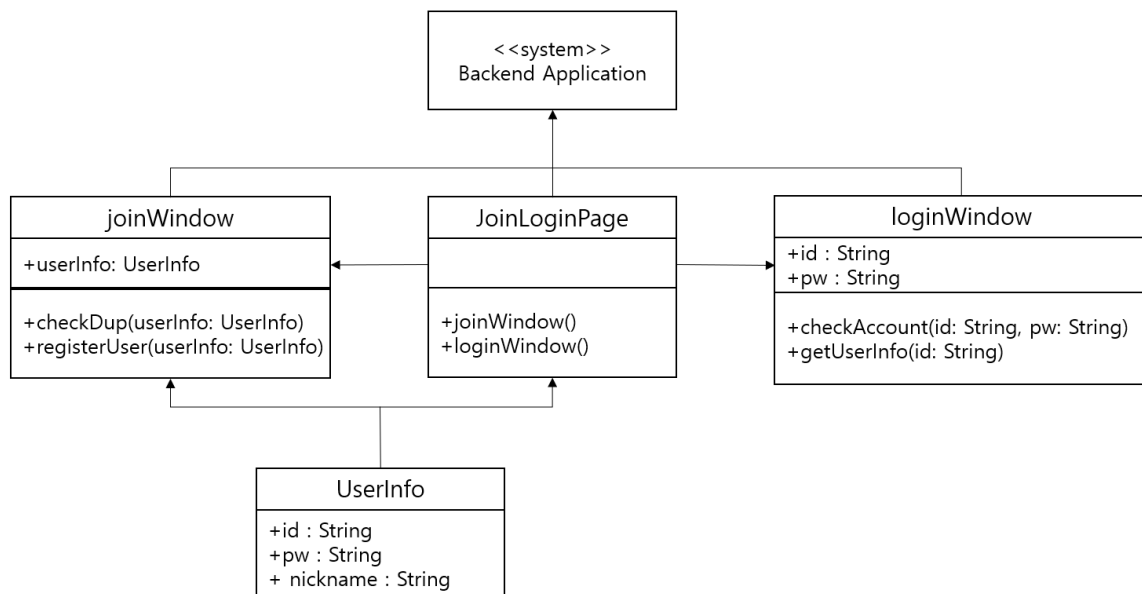 <<system>>
Backend Application
joinWindow
+userInfo: UserInfo
+checkDup(userInfo: UserInfo)
+registerUser(userInfo: UserInfo)
JoinLoginPage
+joinWindow()
+loginWindow()
loginWindow
+id : String
+pw : String
+checkAccount(id: String, pw: String)
+getUserInfo(id: String)
UserInfo
+id : String
+pw : String
+ nickname : String